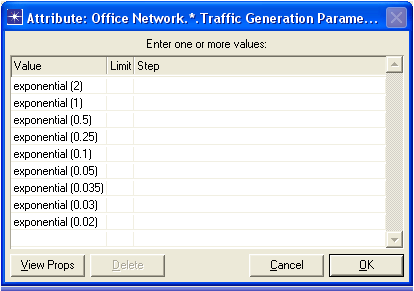 Attribute: Office Network.*.Traffic Generation Parame...
Enter one or more values:
Value Limit Step
exponential (2)
exponential (1)
exponential (0.5)
exponential (0.25)
exponential (0.1)
exponential (0.05)
exponential (0.035)
exponential (0.03)
exponential (0.02)
View Props Delete Cancel OK